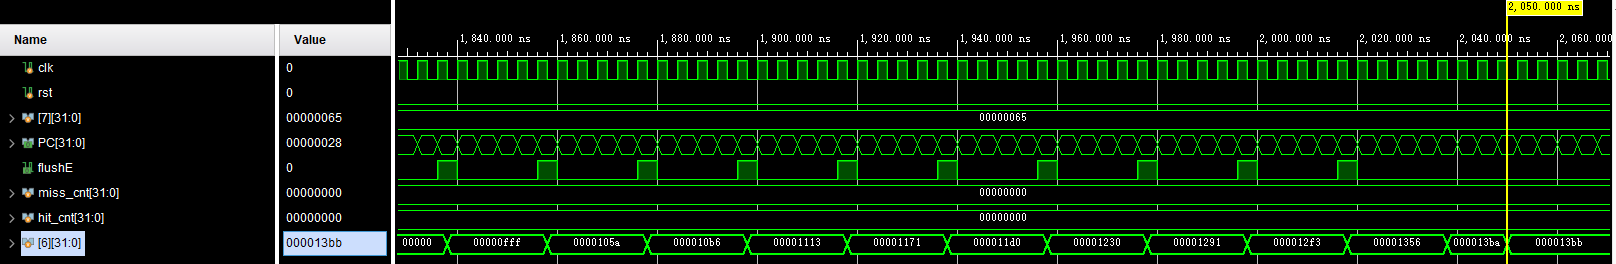 2,050.000 ns
Name Value
1,840.000 ns 1,860.000 ns 1,880.000 ns 1,900.000 ns 1,920.000 ns 1,940.000 ns 1,960.000 ns 1,980.000 ns 2,000.000 ns 2,020.000 ns 2,040.000 ns 2,060.000
clk 0
rst 0
[7][31:0] 00000065 00000065
PC[31:0] 00000028
flushE 0
miss_cnt[31:0] 00000000 00000000
hit_cnt[31:0] 00000000 00000000
[6][31:0] 000013bb 00000 00000fff 0000105a 000010b6 00001113 00001171 000011d0 00001230 00001291 000012f3 00001356 000013ba 000013bb